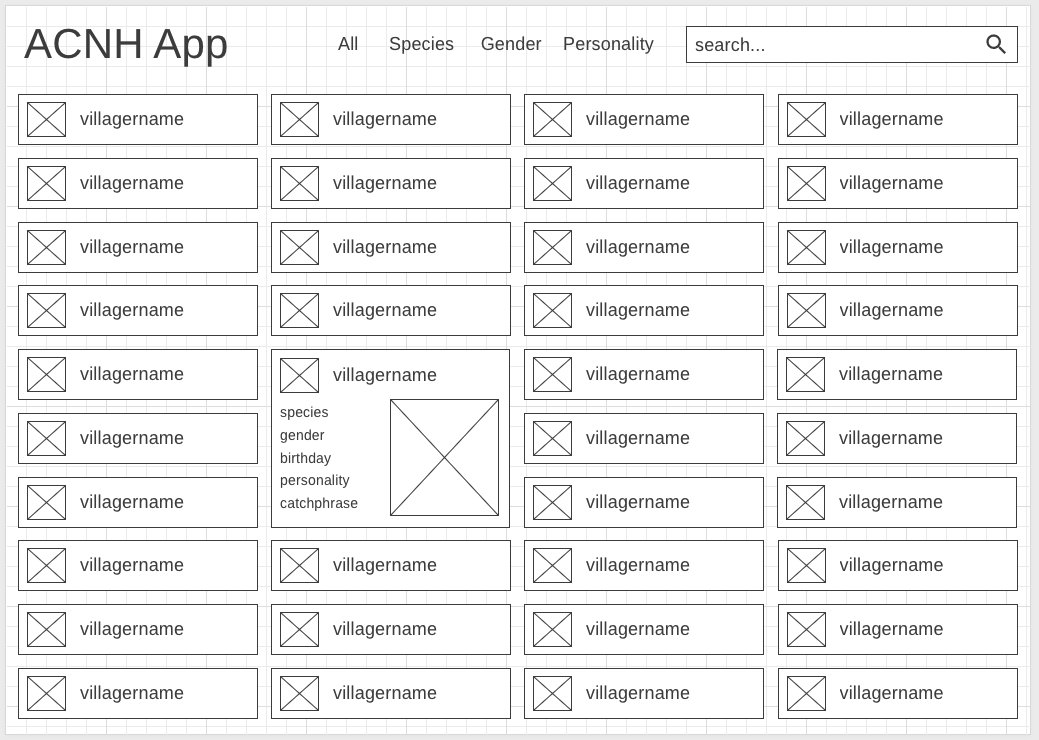 ACNH App
All Species Gender Personality search...
villagername villagername villagername villagername
villagername villagername villagername villagername
villagername villagername villagername villagername
villagername villagername villagername villagername
villagername villagername villagername villagername
species
gender
birthday
personality
catchphrase
villagername villagername villagername
villagername villagername villagername
villagername villagername villagername villagername
villagername villagername villagername villagername
villagername villagername villagername villagername